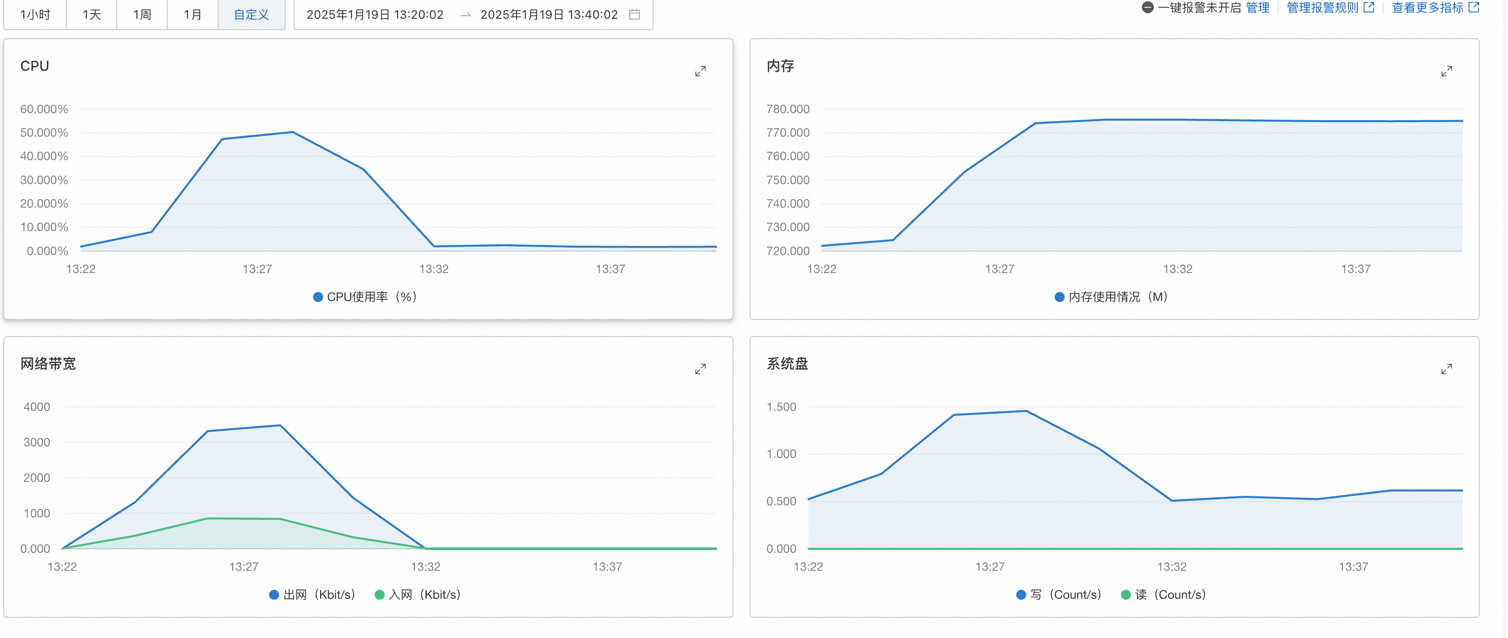 1小时 1天 1周 1月 自定义 2025年1月19日 13:20:02 → 2025年1月19日 13:40:02 一键报警未开启 管理 管理报警规则 查看更多指标
CPU
60.000%
50.000%
40.000%
30.000%
20.000%
10.000%
0.000%
13:22 13:27 13:32 13:37
CPU使用率（%）
内存
780.000
770.000
760.000
750.000
740.000
730.000
720.000
13:22 13:27 13:32 13:37
内存使用情况（M）
网络带宽
4000
3000
2000
1000
0.000
13:22 13:27 13:32 13:37
出网（Kbit/s） 入网（Kbit/s）
系统盘
1.500
1.000
0.500
0.000
13:22 13:27 13:32 13:37
写（Count/s） 读（Count/s）